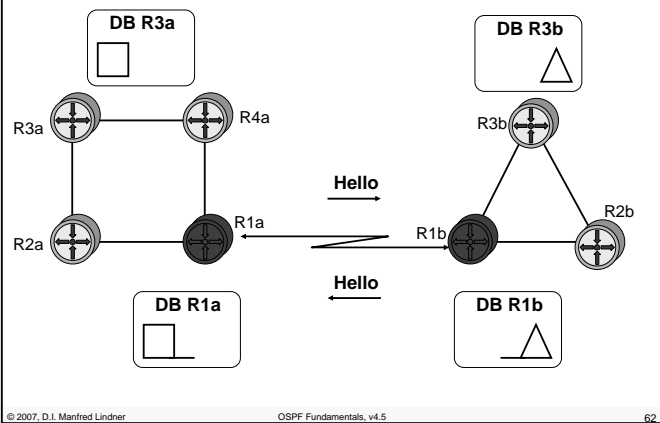 DB R3a
DB R3b
R3a
R4a
R3b
Hello
R2a
R1a
R1b
R2b
Hello
DB R1a
DB R1b
© 2007, D.I. Manfred Lindner
OSPF Fundamentals, v4.5
62